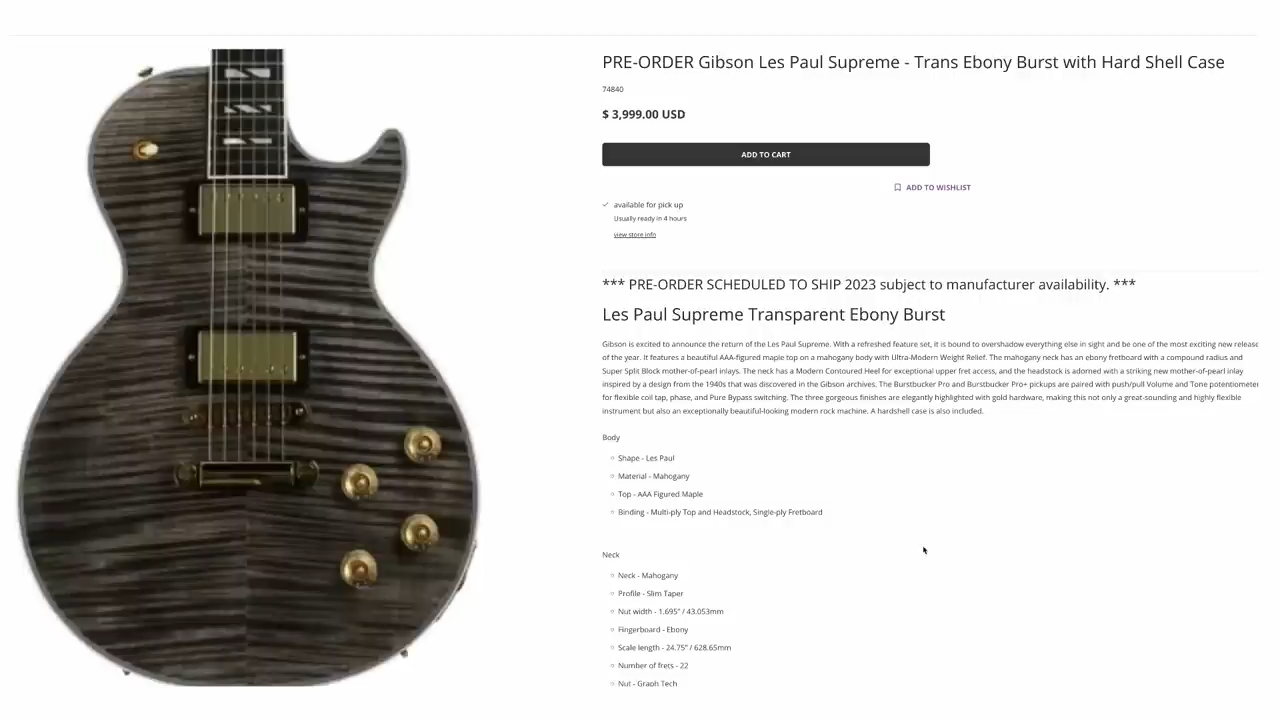 PRE-ORDER Gibson Les Paul Supreme - Trans Ebony Burst with Hard Shell Case
74840
$ 3,999.00 USD
ADD TO CART
ADD TO WISHLIST
available for pick up
Usually ready in 4 hours
view store info
*** PRE-ORDER SCHEDULED TO SHIP 2023 subject to manufacturer availability. ***
Les Paul Supreme Transparent Ebony Burst
Gibson is excited to announce the return of the Les Paul Supreme. With a refreshed feature set, it is bound to overshadow everything else in sight and be one of the most exciting new release
of the year. It features a beautiful AAA-figured maple top on a mahogany body with Ultra-Modern Weight Relief. The mahogany neck has an ebony fretboard with a compound radius and
Super Split Block mother-of-pearl inlays. The neck has a Modern Contoured Heel for exceptional upper fret access, and the headstock is adorned with a striking new mother-of-pearl inlay
inspired by a design from the 1940s that was discovered in the Gibson archives. The Burstbucker Pro and Burstbucker Pro+ pickups are paired with push/pull Volume and Tone potentiometer
for flexible coil tap, phase, and Pure Bypass switching. The three gorgeous finishes are elegantly highlighted with gold hardware, making this not only a great-sounding and highly flexible
instrument but also an exceptionally beautiful-looking modern rock machine. A hardshell case is also included.
Body
Shape - Les Paul
Material - Mahogany
Top - AAA Figured Maple
Binding - Multi-ply Top and Headstock, Single-ply Fretboard
Neck
Neck - Mahogany
Profile - Slim Taper
Nut width - 1.695" / 43.053mm
Fingerboard - Ebony
Scale length - 24.75" / 628.65mm
Number of frets - 22
Nut - Graph Tech